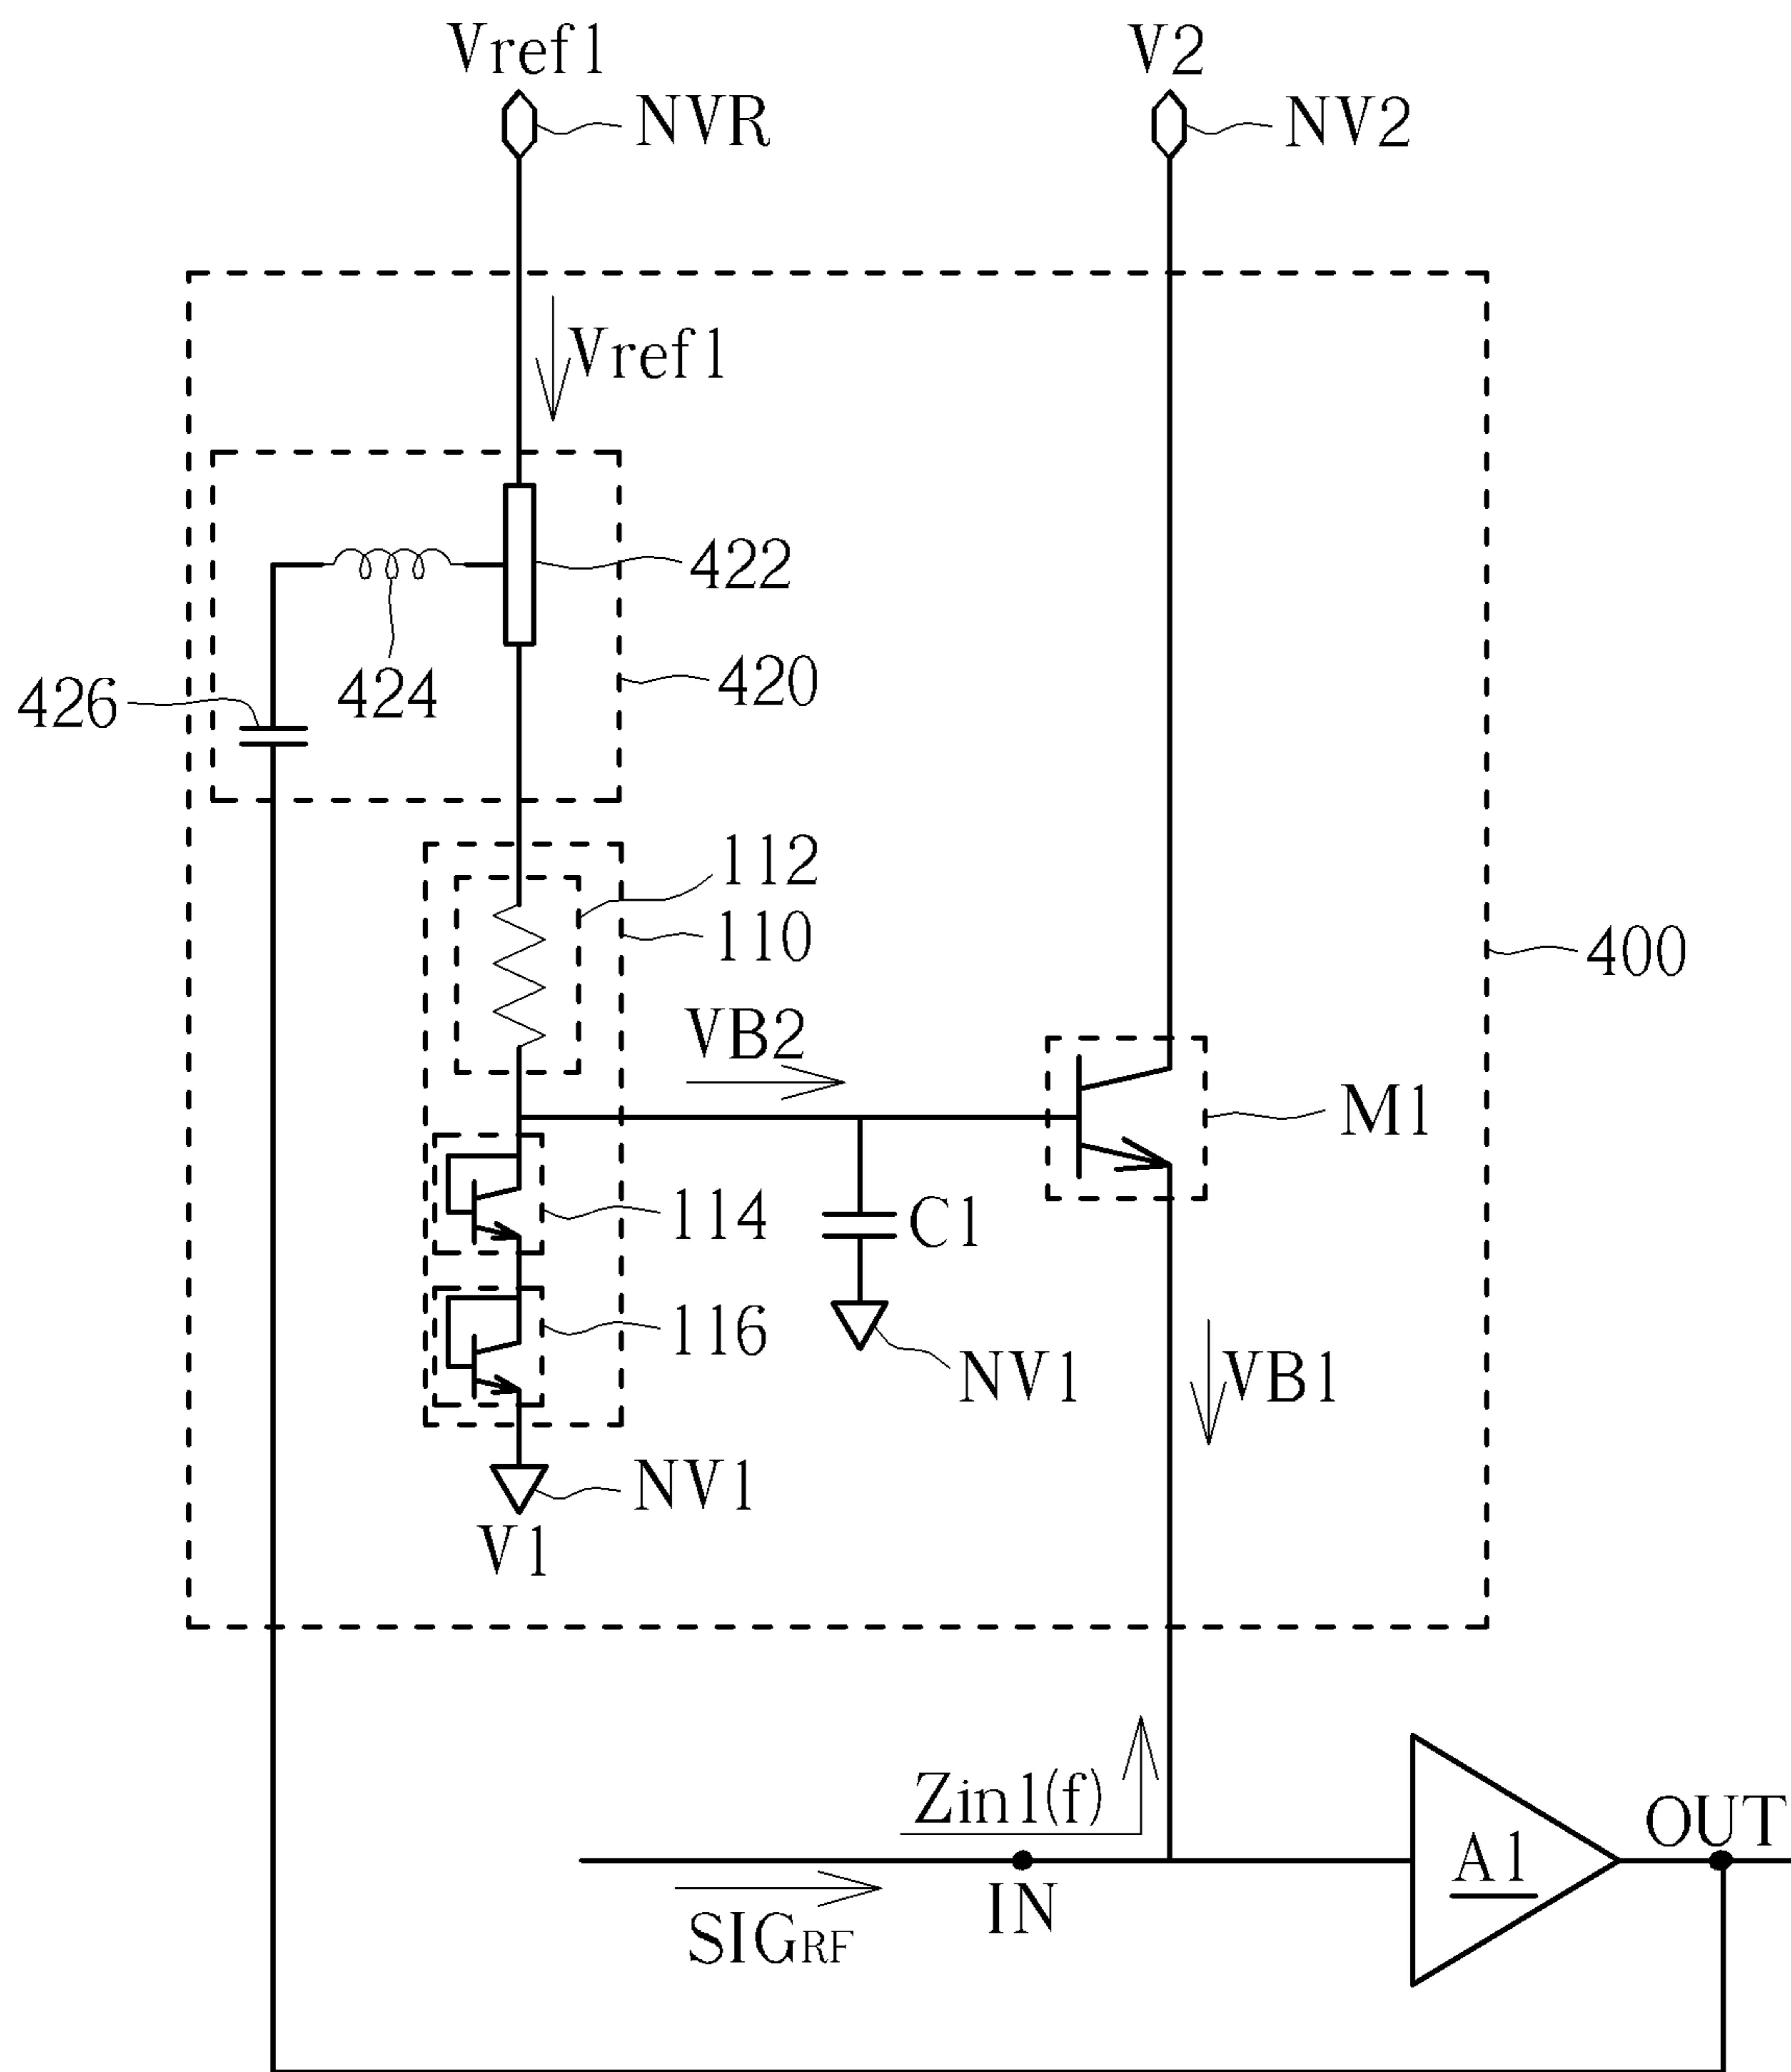 Vref1
V2
NVR
NV2
Vref1
422
424
420
426
112
110
400
VB2
M1
114
C1
116
NV1
VB1
NV1
V1
Zin1(f)
OUT
A1
IN
SIGRF